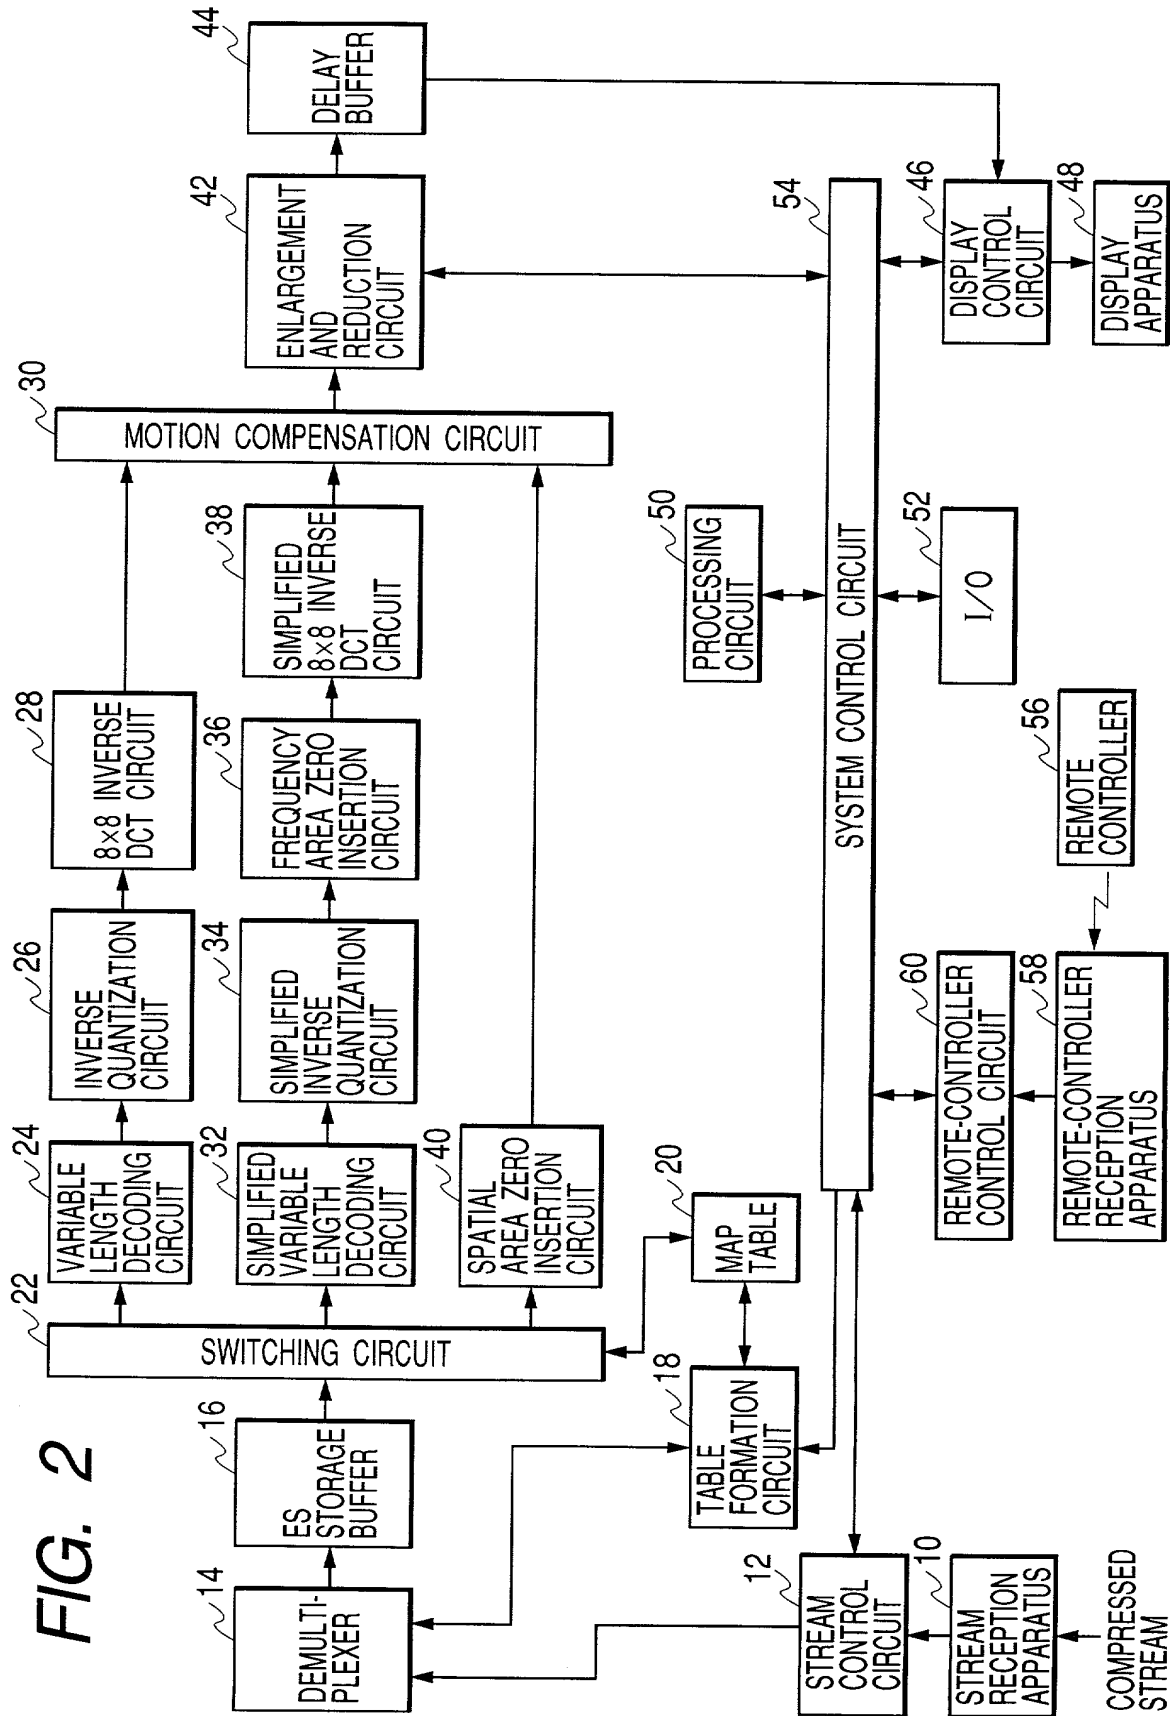 FIG. 2
44
DELAY
BUFFER
42
ENLARGEMENT
AND
REDUCTION
CIRCUIT
30
MOTION COMPENSATION CIRCUIT
28
8×8 INVERSE
DCT CIRCUIT
26
INVERSE
QUANTIZATION
CIRCUIT
24
VARIABLE
LENGTH
DECODING
CIRCUIT
38
SIMPLIFIED
8×8 INVERSE
DCT
CIRCUIT
36
FREQUENCY
AREA ZERO
INSERTION
CIRCUIT
34
SIMPLIFIED
INVERSE
QUANTIZATION
CIRCUIT
32
SIMPLIFIED
VARIABLE
LENGTH
DECODING
CIRCUIT
40
SPATIAL
AREA ZERO
INSERTION
CIRCUIT
22
SWITCHING CIRCUIT
16
ES
STORAGE
BUFFER
14
DEMULTI-
PLEXER
20
MAP
TABLE
18
TABLE
FORMATION
CIRCUIT
12
STREAM
CONTROL
CIRCUIT
10
STREAM
RECEPTION
APPARATUS
COMPRESSED
STREAM
54
SYSTEM CONTROL CIRCUIT
50
PROCESSING
CIRCUIT
52
I/O
46
DISPLAY
CONTROL
CIRCUIT
48
DISPLAY
APPARATUS
56
REMOTE
CONTROLLER
60
REMOTE-CONTROLLER
CONTROL CIRCUIT
58
REMOTE-CONTROLLER
RECEPTION
APPARATUS